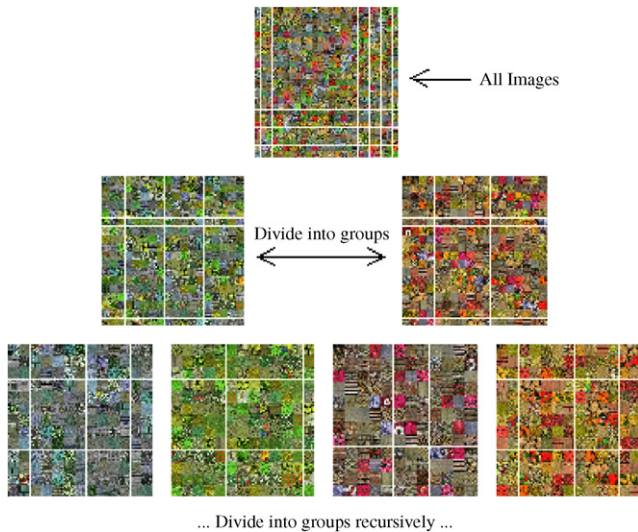 All Images
Divide into groups
... Divide into groups recursively ...